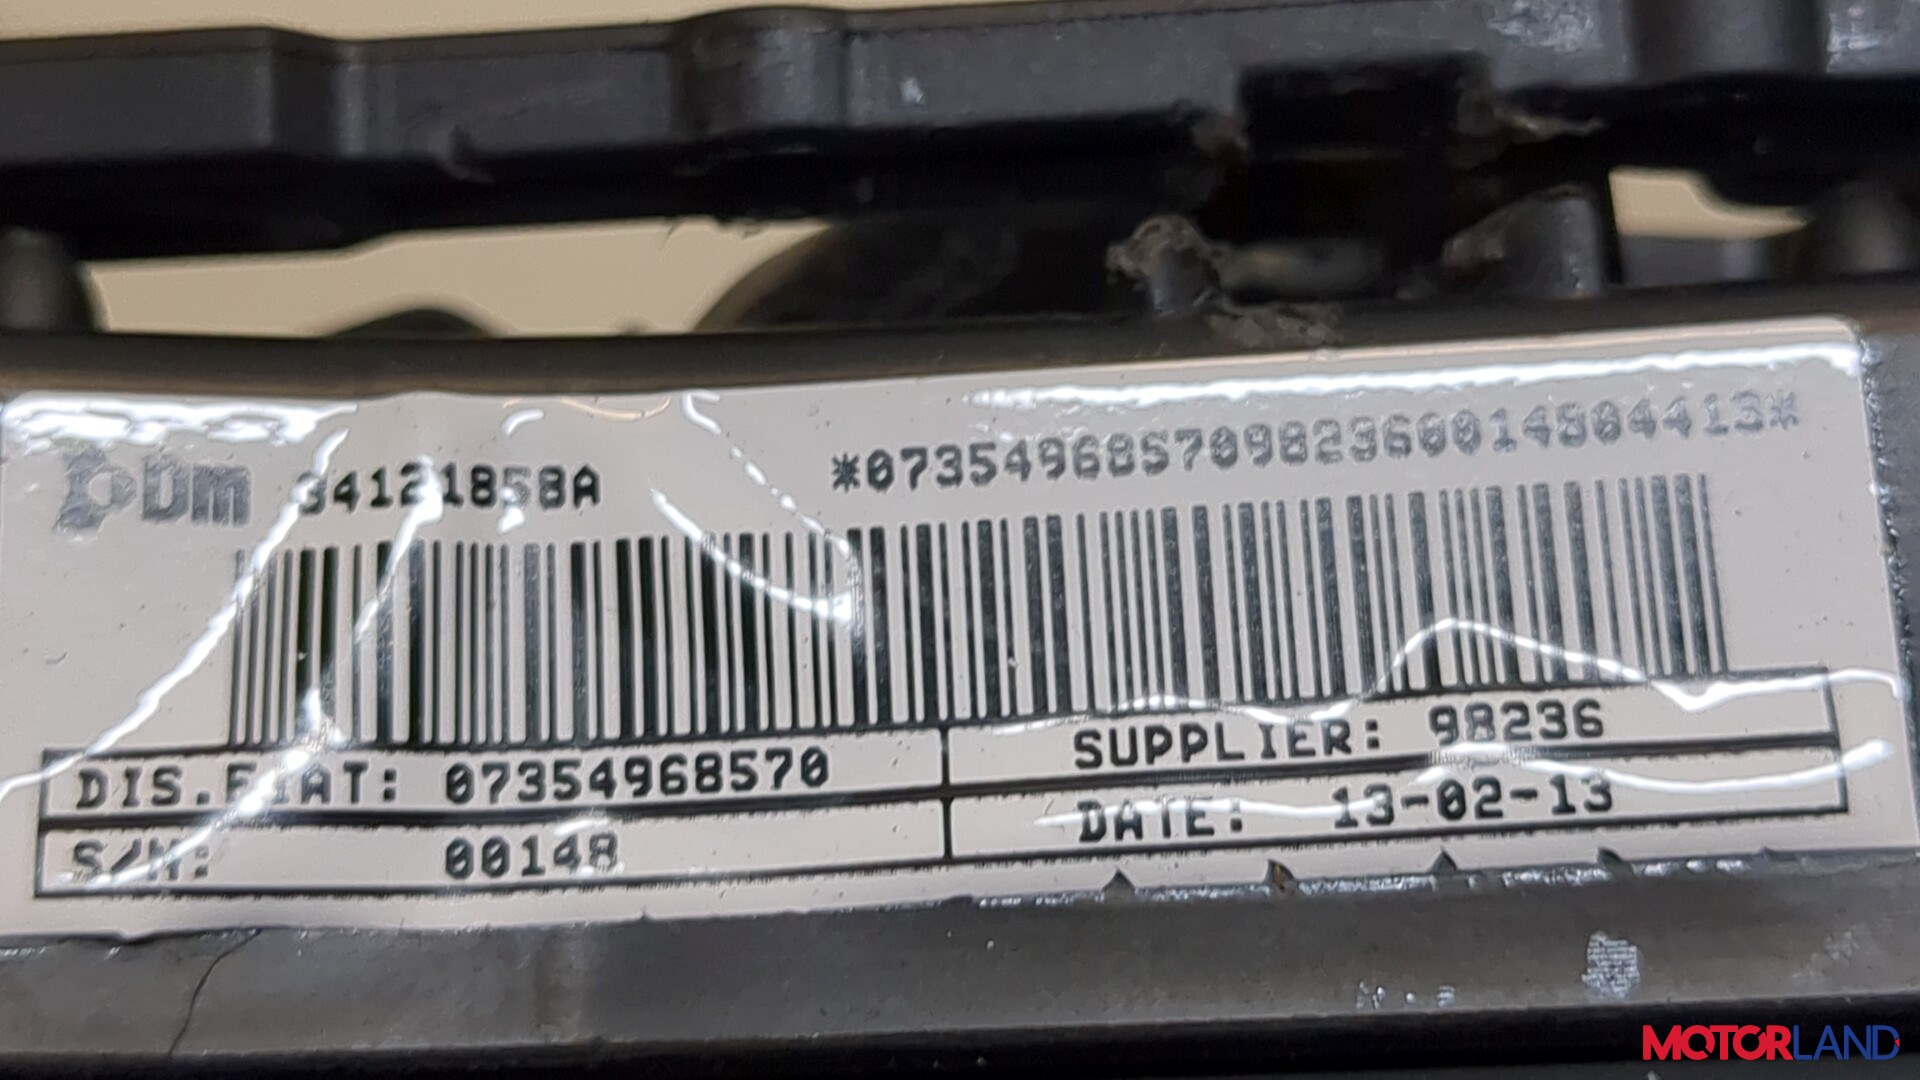 Dm 34121858A
*07354968570982360014804413*
DIS.FIAT: 07354968570
SUPPLIER: 98236
S/N: 00148
DATE: 13-02-13
MOTORLAND